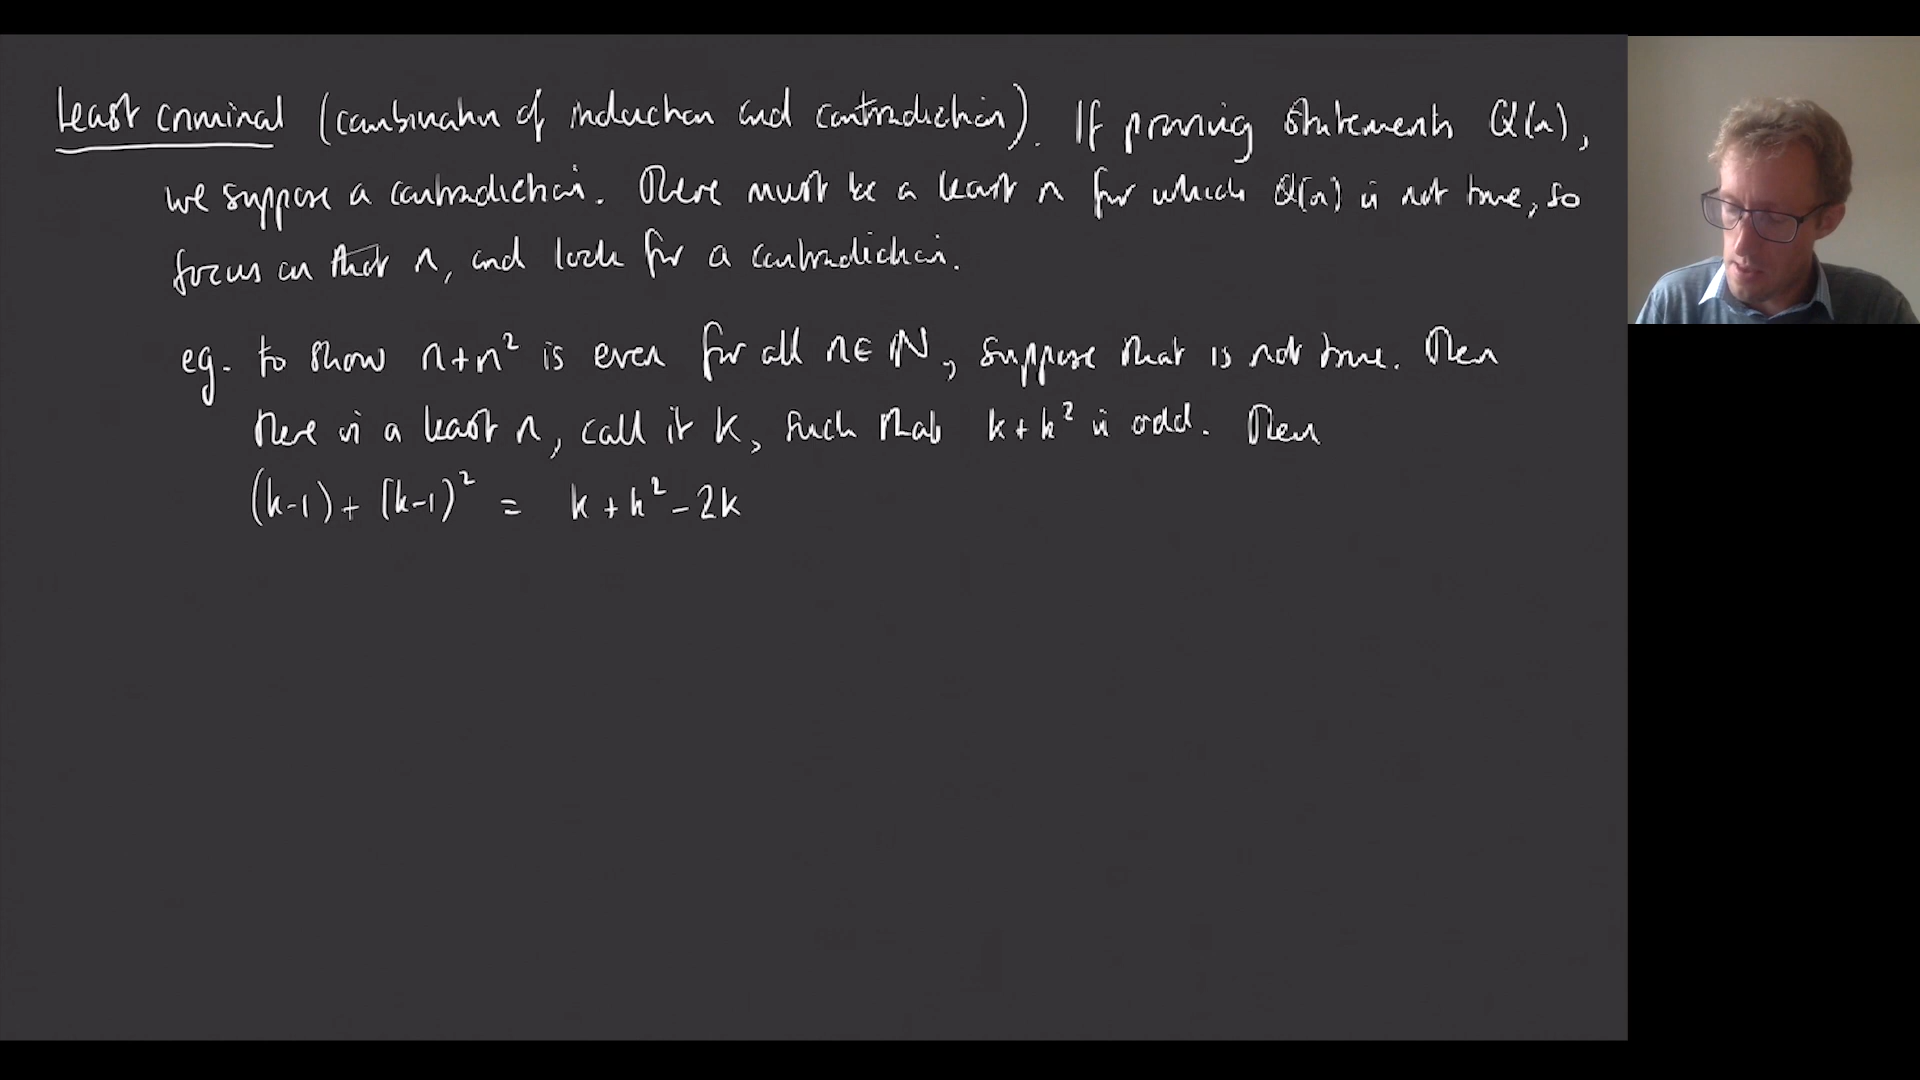 Least criminal (combination of induction and contradiction). If proving statements Q(n),
we suppose a contradiction. There must be a least n for which Q(n) is not true, so
focus on that n, and look for a contradiction.
eg. to show n+n² is even for all n∈ℕ, suppose that is not true. Then
there is a least n, call it k, such that k+k² is odd. Then
(k-1)+(k-1)² = k+k²-2k